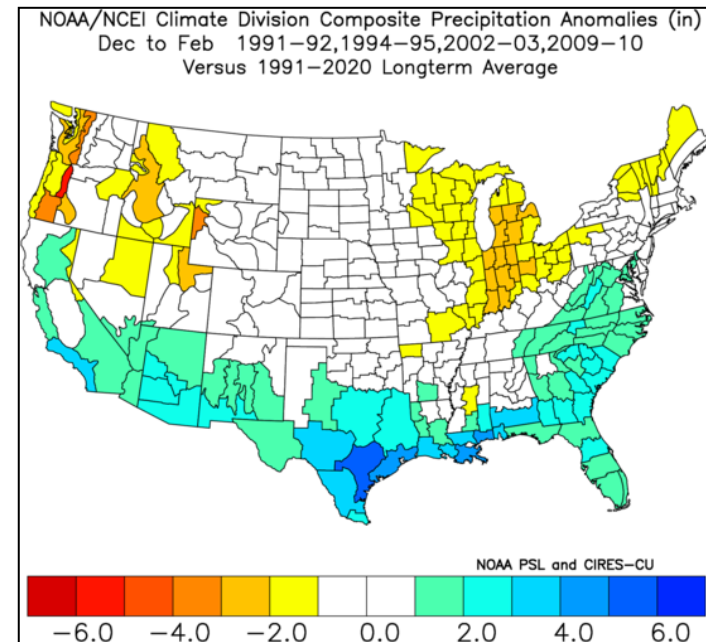 NOAA/NCEI Climate Division Composite Precipitation Anomalies (in)
Dec to Feb 1991-92,1994-95,2002-03,2009-10
Versus 1991-2020 Longterm Average
NOAA PSL and CIRES-CU
-6.0 -4.0 -2.0 0.0 2.0 4.0 6.0